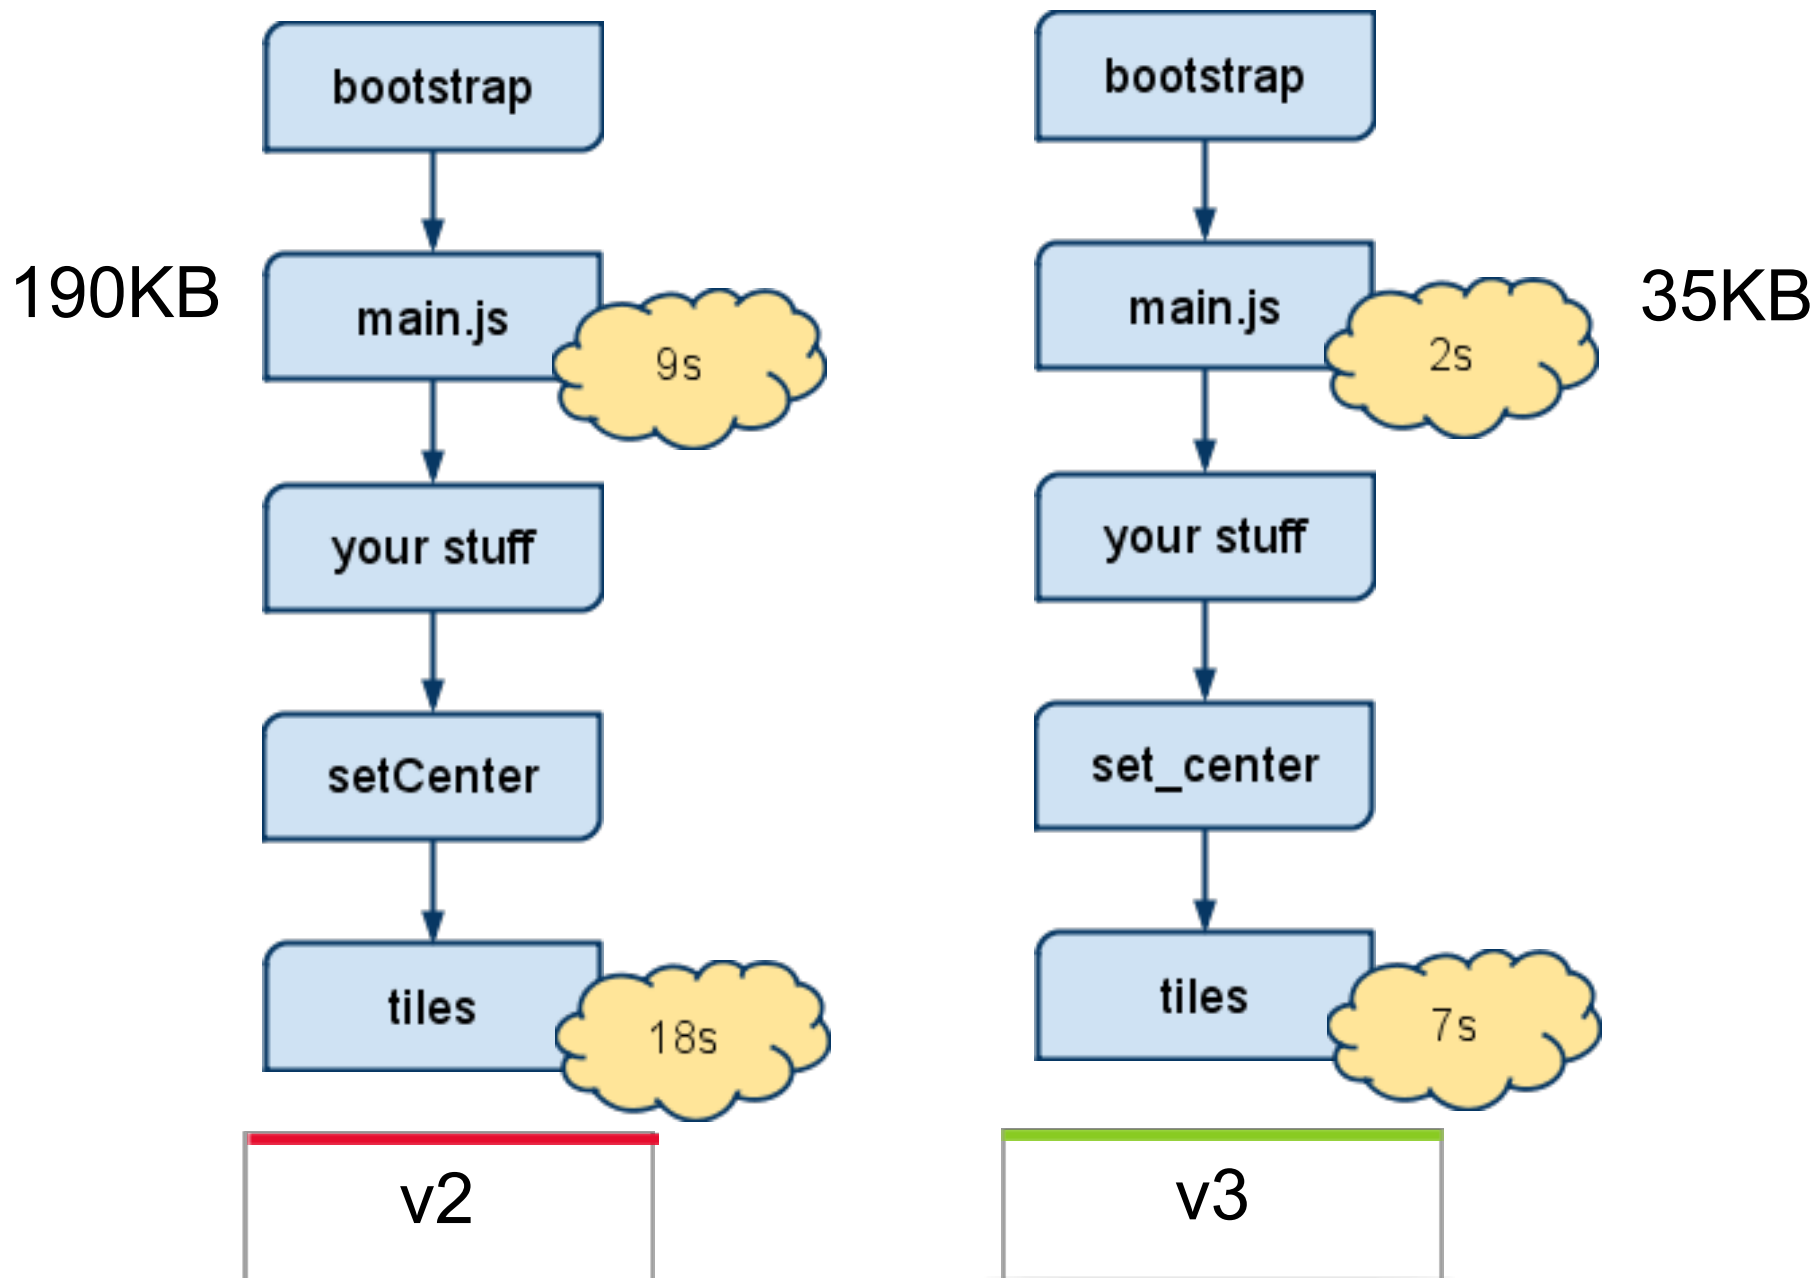 bootstrap
190KB
main.js
9s
your stuff
setCenter
tiles
18s
v2
bootstrap
main.js
35KB
2s
your stuff
set_center
tiles
7s
v3